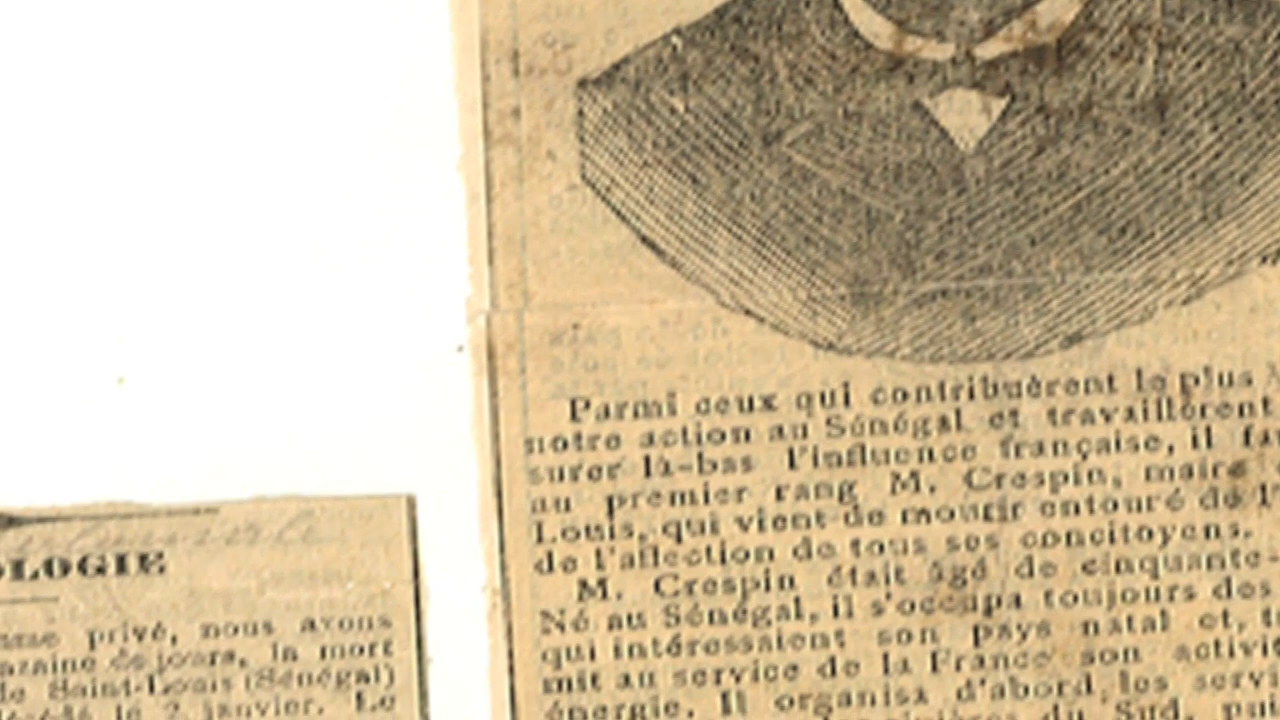 Parmi ceux qui contribuèrent le plus
notre action au Sénégal et travaillèrent
surer là-bas l'influence française, il
au premier rang M. Crespin, maire
Louis, qui vient de mourir entouré de
de l'affection de tous ses concitoyens.
M. Crespin était âgé de cinquante-
Né au Sénégal, il s'occupa toujours des
qui intéressaient son pays natal et,
mit au service de la France son
énergie. Il organisa d'abord les
du Sud,
OLOGIE
privé, nous avons
de jours, la mort
de Saint-Louis (Sénégal)
le 2 janvier. Le